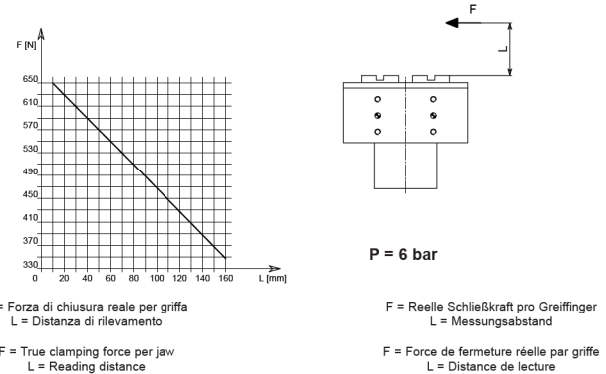 F [N]
650
610
570
530
490
450
410
370
330
0 20 40 60 80 100 120 140 160 L [mm]
F
L
P = 6 bar
= Forza di chiusura reale per griffa
L = Distanza di rilevamento
F = True clamping force per jaw
L = Reading distance
F = Reelle Schließkraft pro Greiffinger
L = Messungsabstand
F = Force de fermeture réelle par griffe
L = Distance de lecture